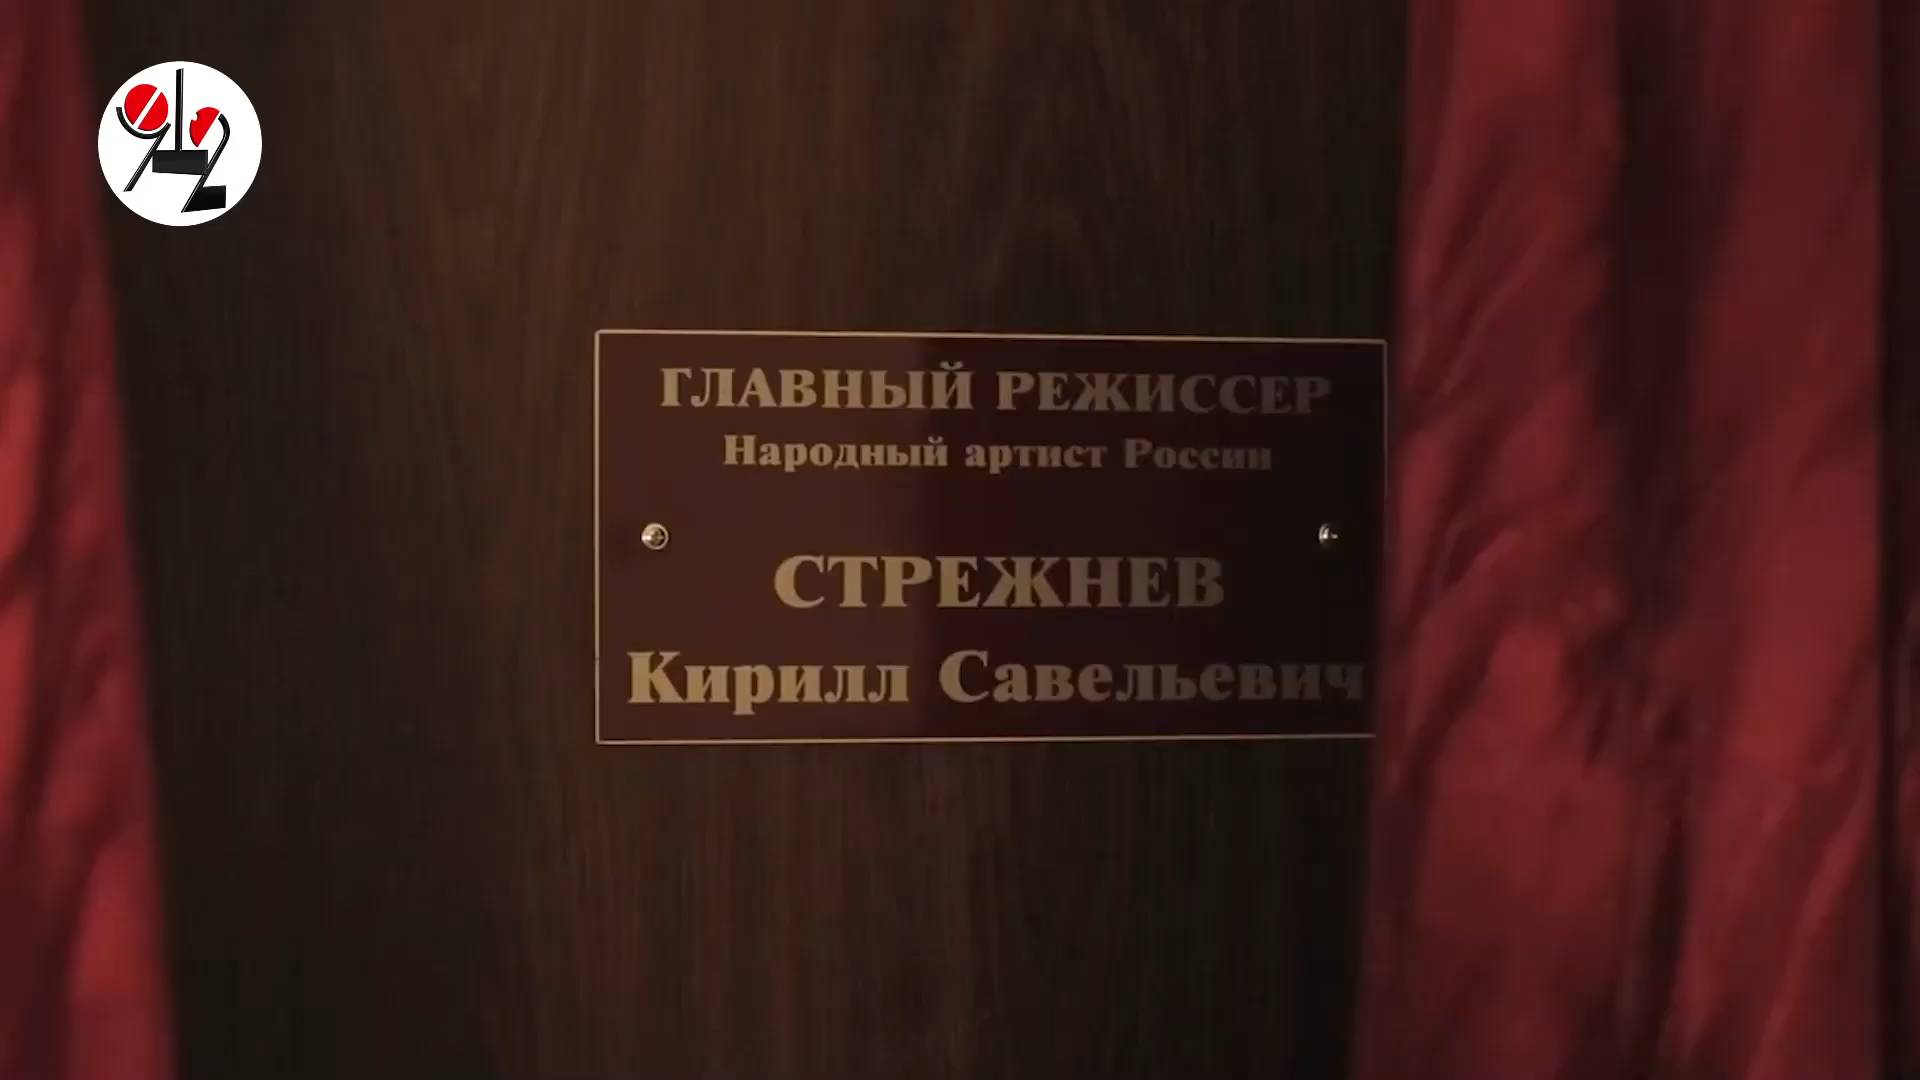 ГЛАВНЫЙ РЕЖИССЕР
Народный артист России
СТРЕЖНЕВ
Кирилл Савельевич